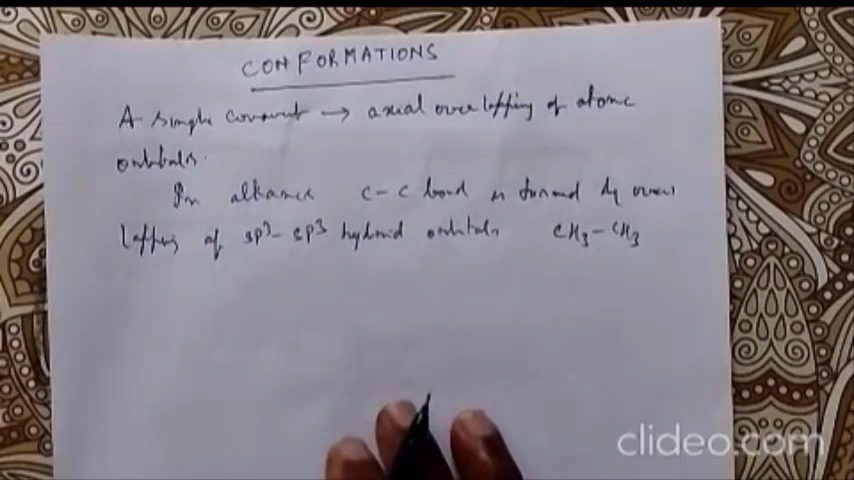 CONFORMATIONS
A single covalent → axial overlapping of atomic
orbitals.
In alkanes C-C bond is formed by over
lapping of sp³-sp³ hybrid orbitals CH₃-CH₃
clideo.com